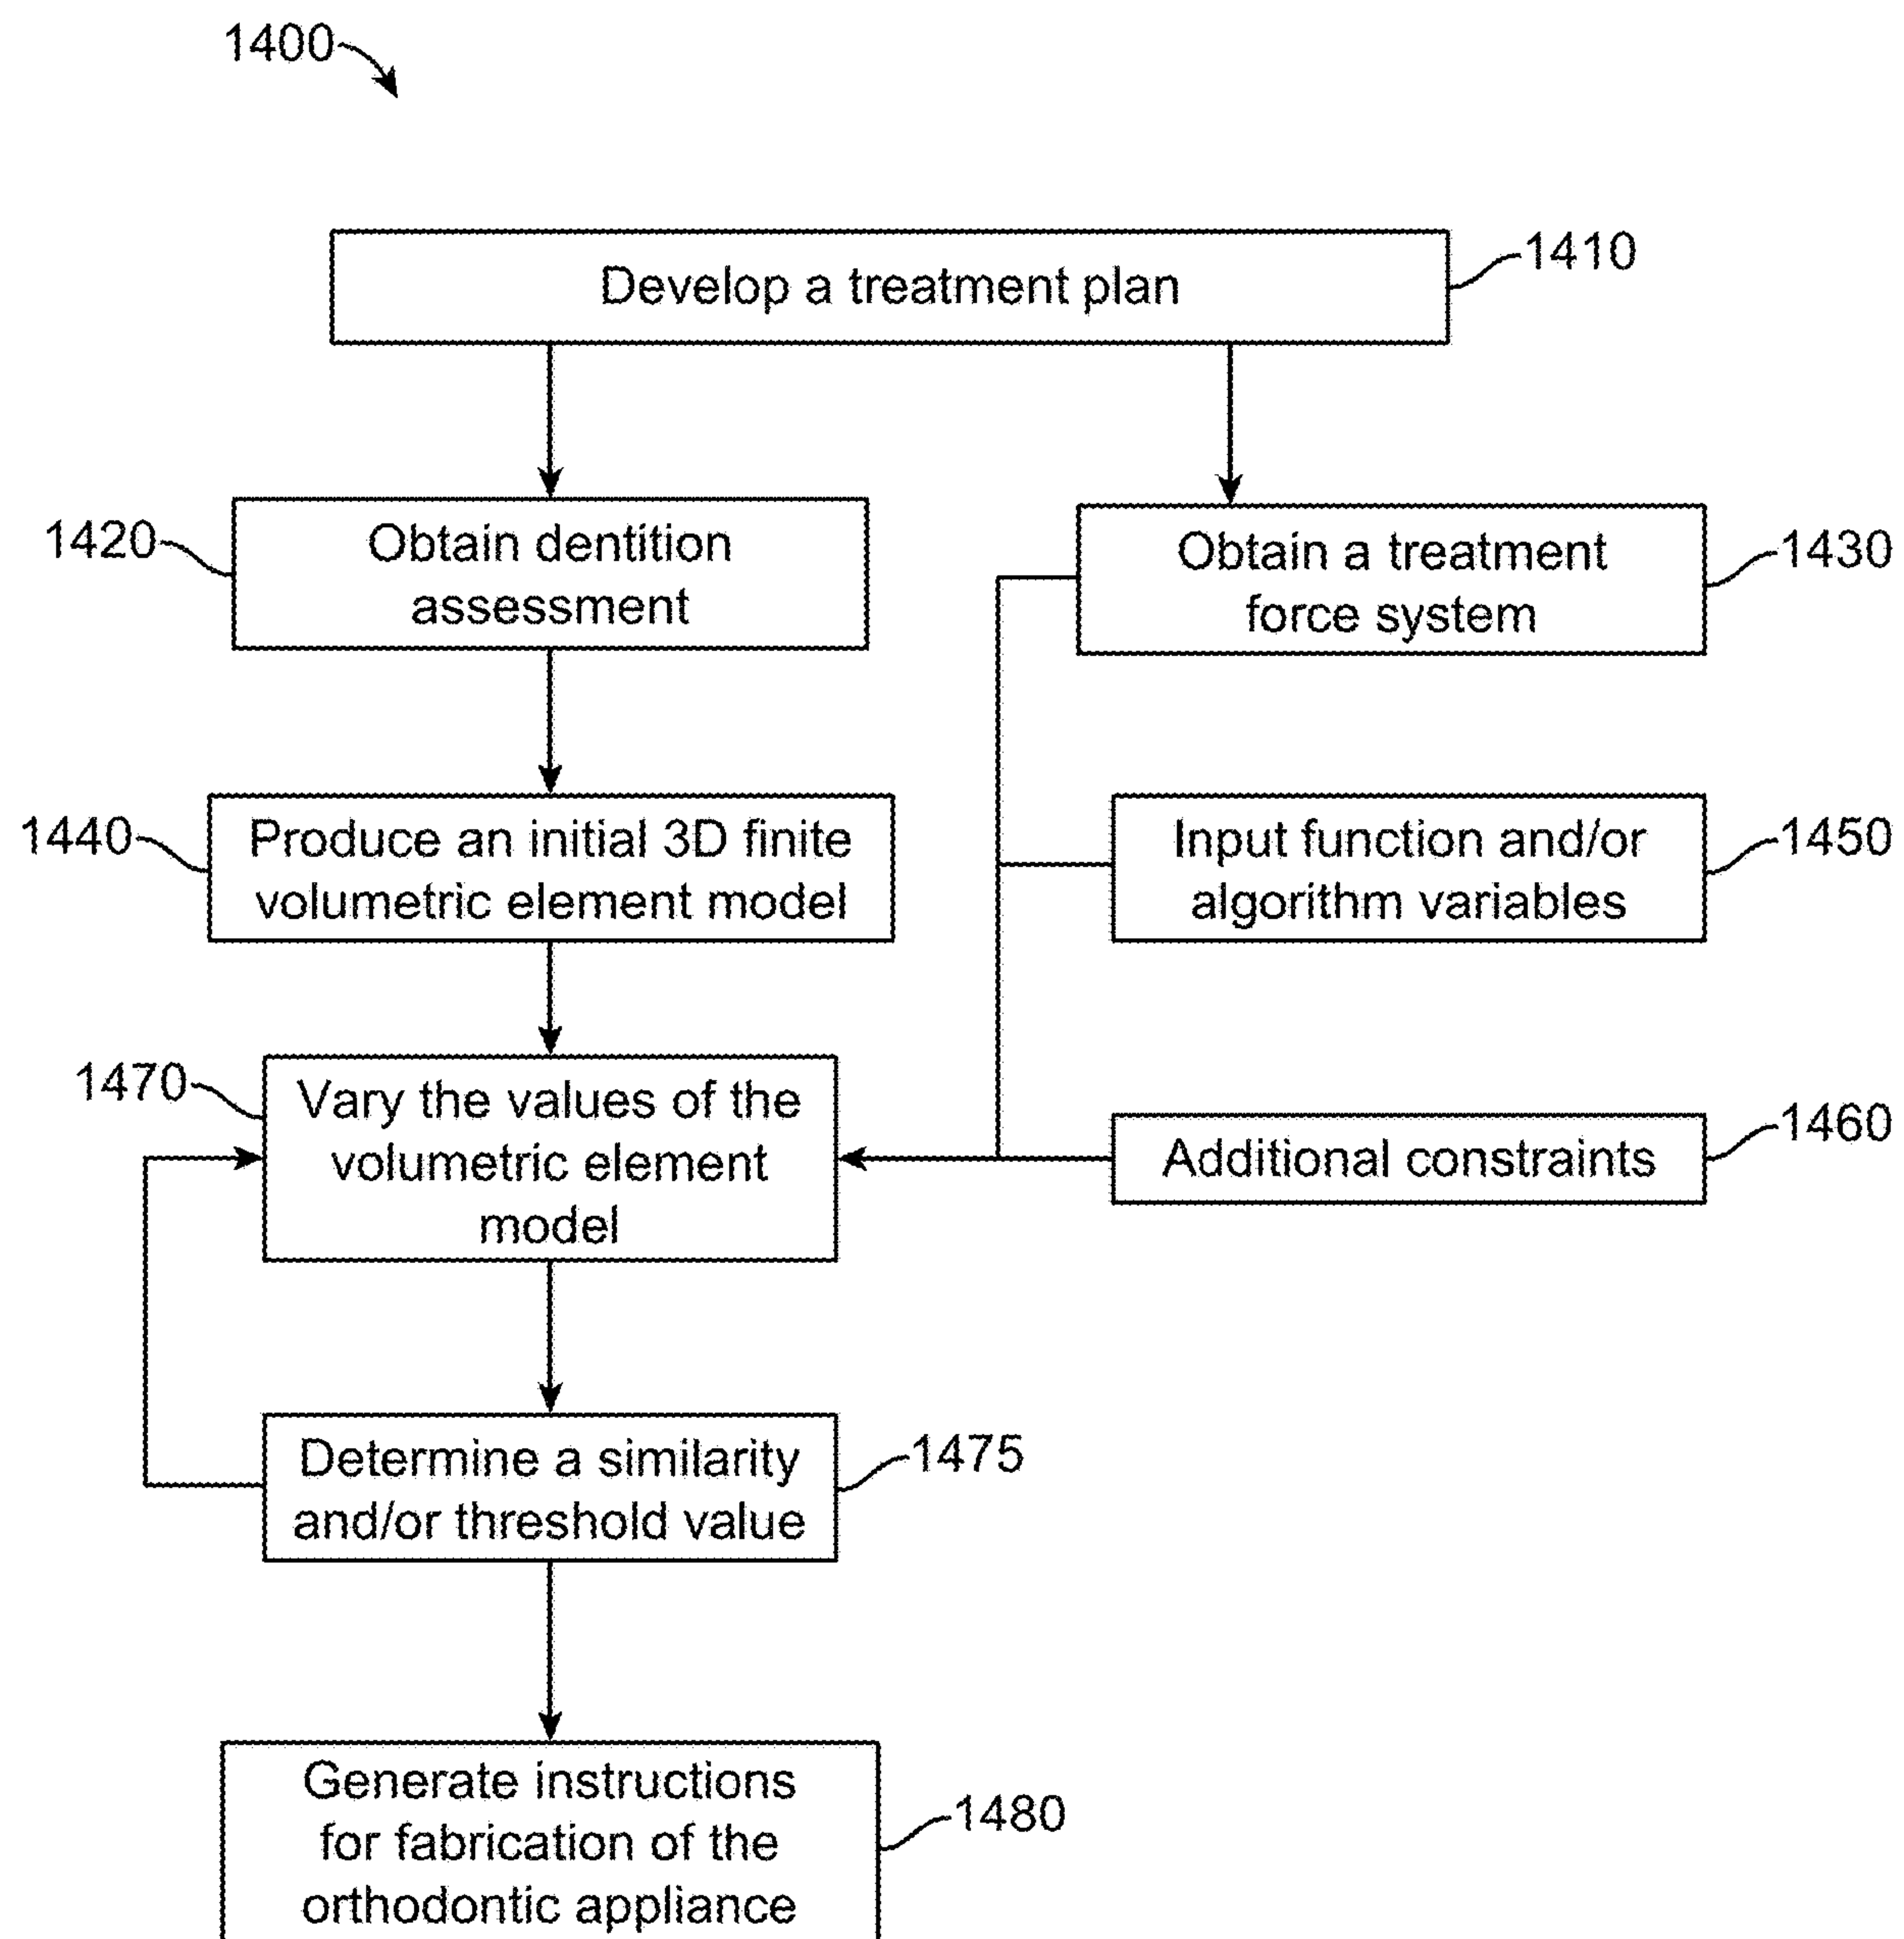 1400
Develop a treatment plan
1410
1420
Obtain dentition
assessment
Obtain a treatment
force system
1430
1440
Produce an initial 3D finite
volumetric element model
Input function and/or
algorithm variables
1450
1470
Vary the values of the
volumetric element
model
Additional constraints
1460
Determine a similarity
and/or threshold value
1475
Generate instructions
for fabrication of the
orthodontic appliance
1480